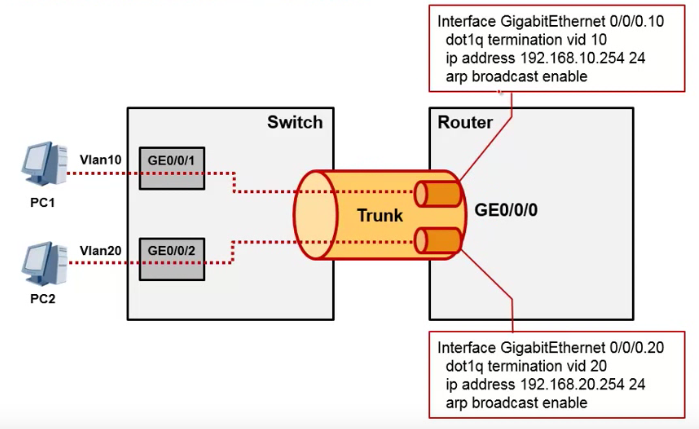 Interface GigabitEthernet 0/0/0.10
dot1q termination vid 10
ip address 192.168.10.254 24
arp broadcast enable
Switch
Router
Vlan10
GE0/0/1
PC1
Trunk
GE0/0/0
Vlan20
GE0/0/2
PC2
Interface GigabitEthernet 0/0/0.20
dot1q termination vid 20
ip address 192.168.20.254 24
arp broadcast enable